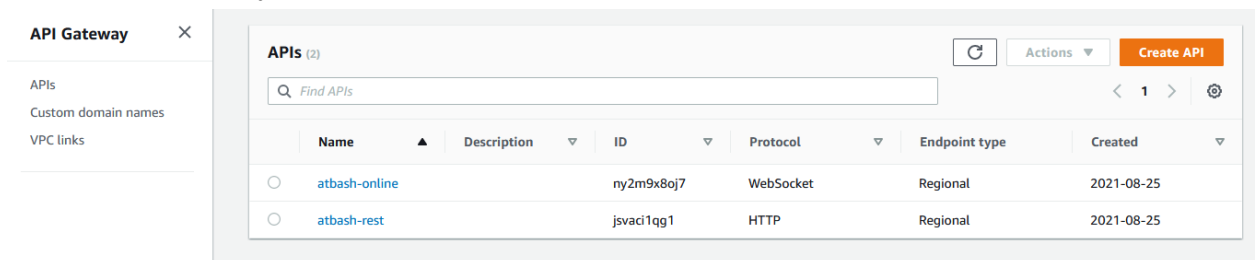 API Gateway
APIs
Custom domain names
VPC links
APIs (2)
Actions
Create API
Find APIs
1
Name Description ID Protocol Endpoint type Created
atbash-online ny2m9x8oj7 WebSocket Regional 2021-08-25
atbash-rest jsvaci1qg1 HTTP Regional 2021-08-25